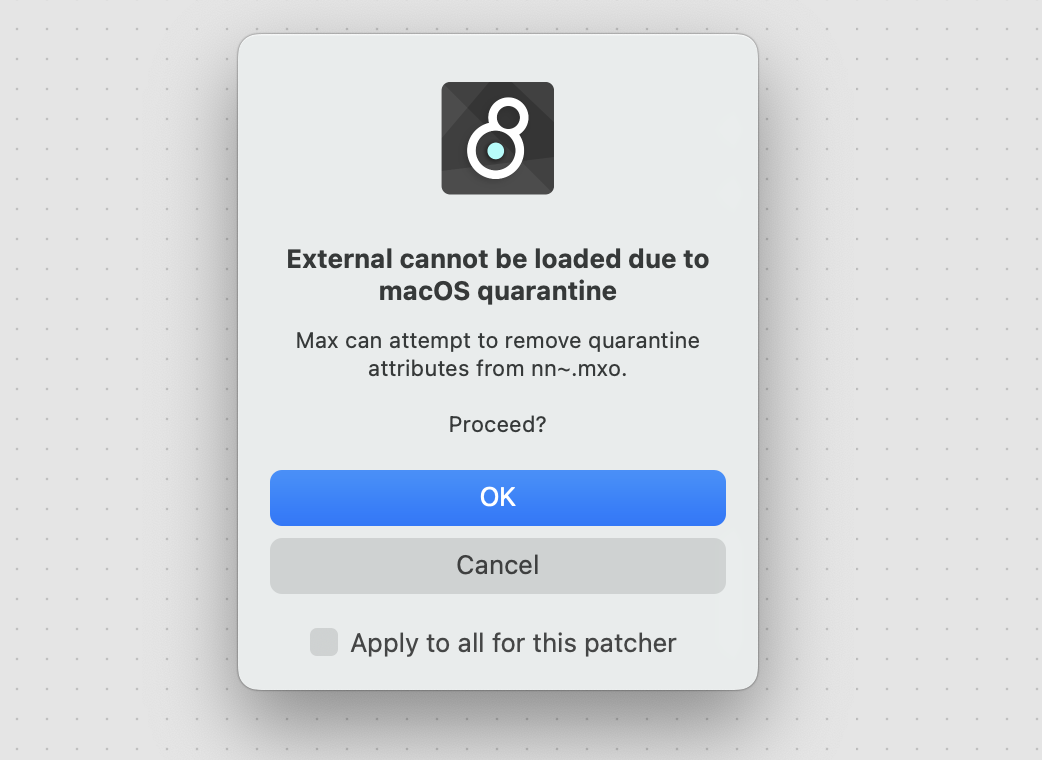 External cannot be loaded due to
macOS quarantine
Max can attempt to remove quarantine
attributes from nn~.mxo.
Proceed?
OK
Cancel
Apply to all for this patcher